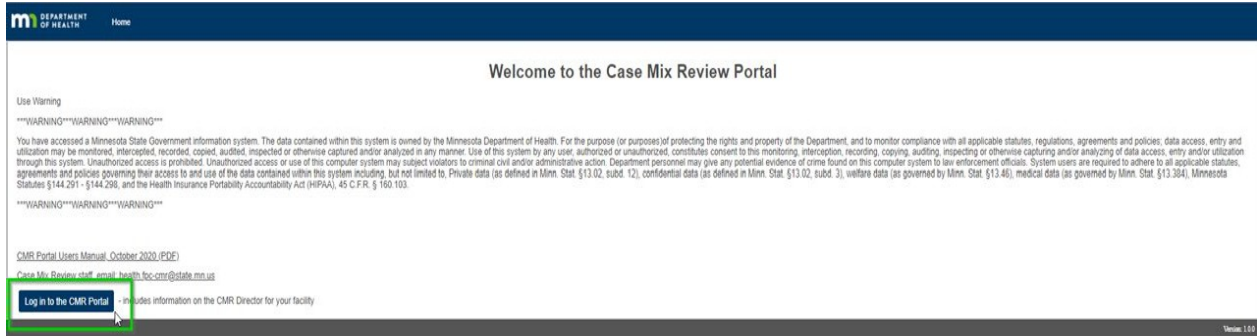 DEPARTMENT
OF HEALTH
Home
Welcome to the Case Mix Review Portal
Use Warning
***WARNING***WARNING***WARNING***
You have accessed a Minnesota State Government information system. The data contained within this system is owned by the Minnesota Department of Health. For the purpose (or purposes)of protecting the rights and property of the Department, and to monitor compliance with all applicable statutes, regulations, agreements and policies; data access, entry and
utilization may be monitored, intercepted, recorded, copied, audited, inspected or otherwise captured and/or analyzed in any manner. Use of this system by any user, authorized or unauthorized, constitutes consent to this monitoring, interception, recording, copying, auditing, inspecting or otherwise capturing and/or analyzing of data access, entry and/or utilization
through this system. Unauthorized access is prohibited. Unauthorized access or use of this computer system may subject violators to criminal civil and/or administrative action. Department personnel may give any potential evidence of crime found on this computer system to law enforcement officials. System users are required to adhere to all applicable statutes,
agreements and policies governing their access to and use of the data contained within this system including, but not limited to, Private data (as defined in Minn. Stat. §13.02, subd. 12), confidential data (as defined in Minn. Stat. §13.02, subd. 3), welfare data (as governed by Minn. Stat. §13.46), medical data (as governed by Minn. Stat. §13.384), Minnesota
Statutes §144.291 - §144.298, and the Health Insurance Portability Accountability Act (HIPAA), 45 C.F.R. § 160.103.
***WARNING***WARNING***WARNING***
CMR Portal Users Manual, October 2020 (PDF)
Case Mix Review staff, email: health.fpc-cmr@state.mn.us
Log in to the CMR Portal - includes information on the CMR Director for your facility
Version: 1.0.0